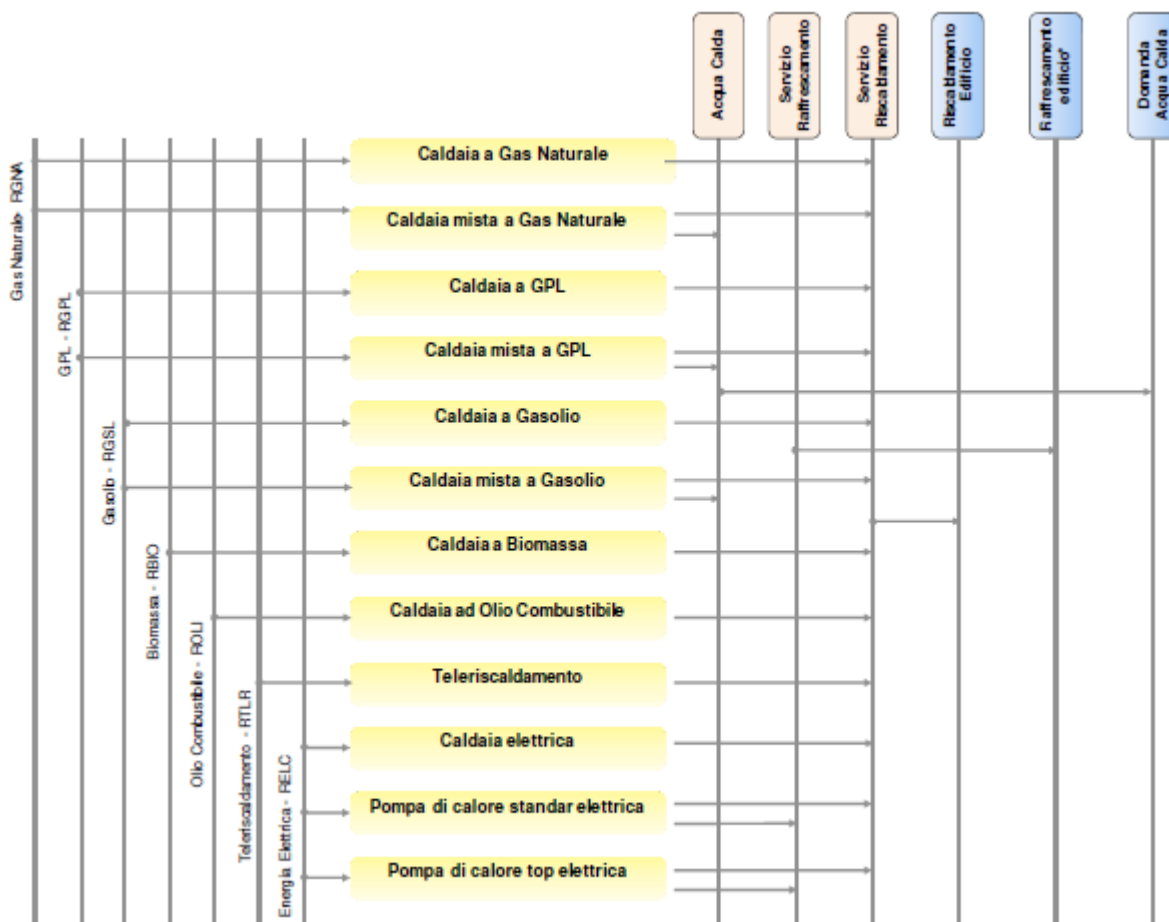 Acqua Calda
Servizio
Raffrescamento
Servizio
Riscaldamento
Riscaldamento
Edificio
Raffrescamento
edificio*
Domanda
Acqua Calda
Gas Naturale- RGNA
GPL - RGPL
Gasolio - RGSL
Biomassa - RBIO
Olio Combustibile - ROLI
Teleriscaldamento - RTLR
Energia Elettrica - RELC
Caldaia a Gas Naturale
Caldaia mista a Gas Naturale
Caldaia a GPL
Caldaia mista a GPL
Caldaia a Gasolio
Caldaia mista a Gasolio
Caldaia a Biomassa
Caldaia ad Olio Combustibile
Teleriscaldamento
Caldaia elettrica
Pompa di calore standar elettrica
Pompa di calore top elettrica